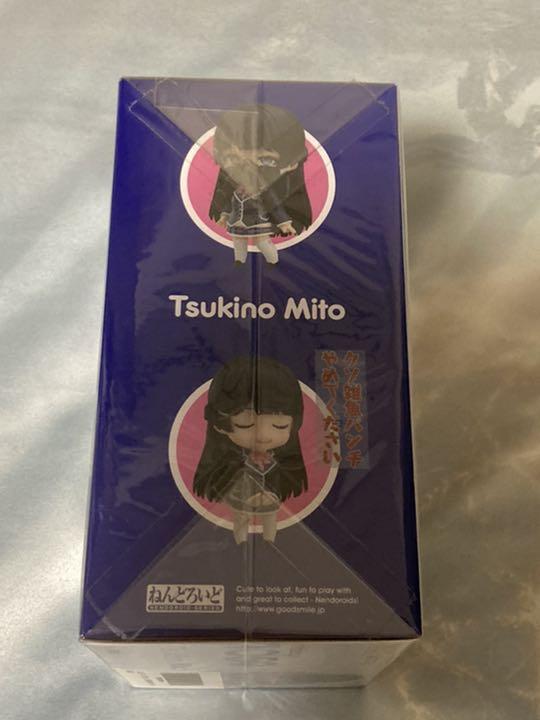 Tsukino Mito
クソ雑魚パンチ
やめてください
ねんどろいど
NENDOROID SERIES
Cute to look at, fun to play with
and great to collect - Nendoroids!
http://www.goodsmile.jp